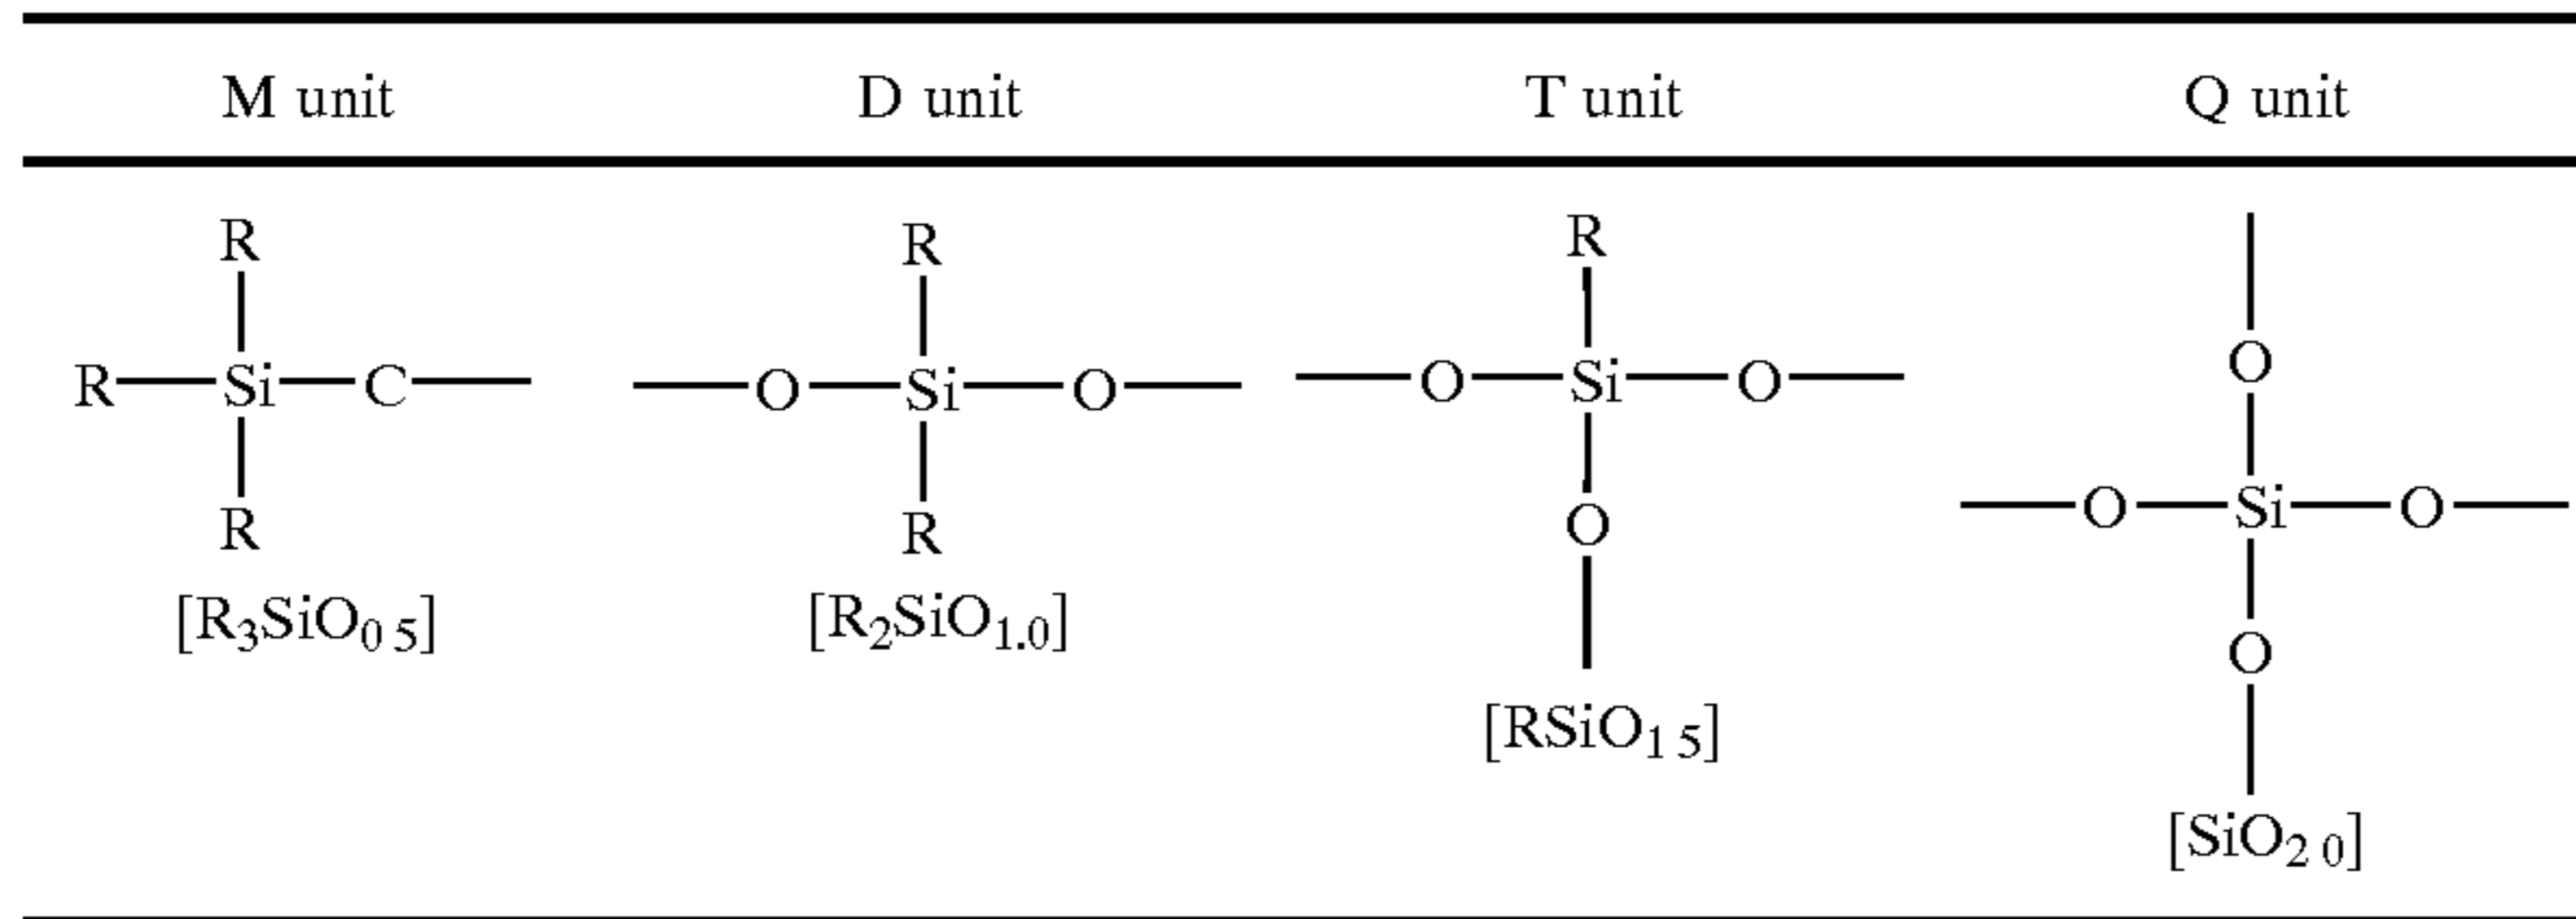 M unit D unit T unit Q unit
R R R
O
R Si C O Si O O Si O
O Si O
R R O
[R3SiO0 5] [R2SiO1.0]
O
[RSiO1 5]
[SiO2 0]